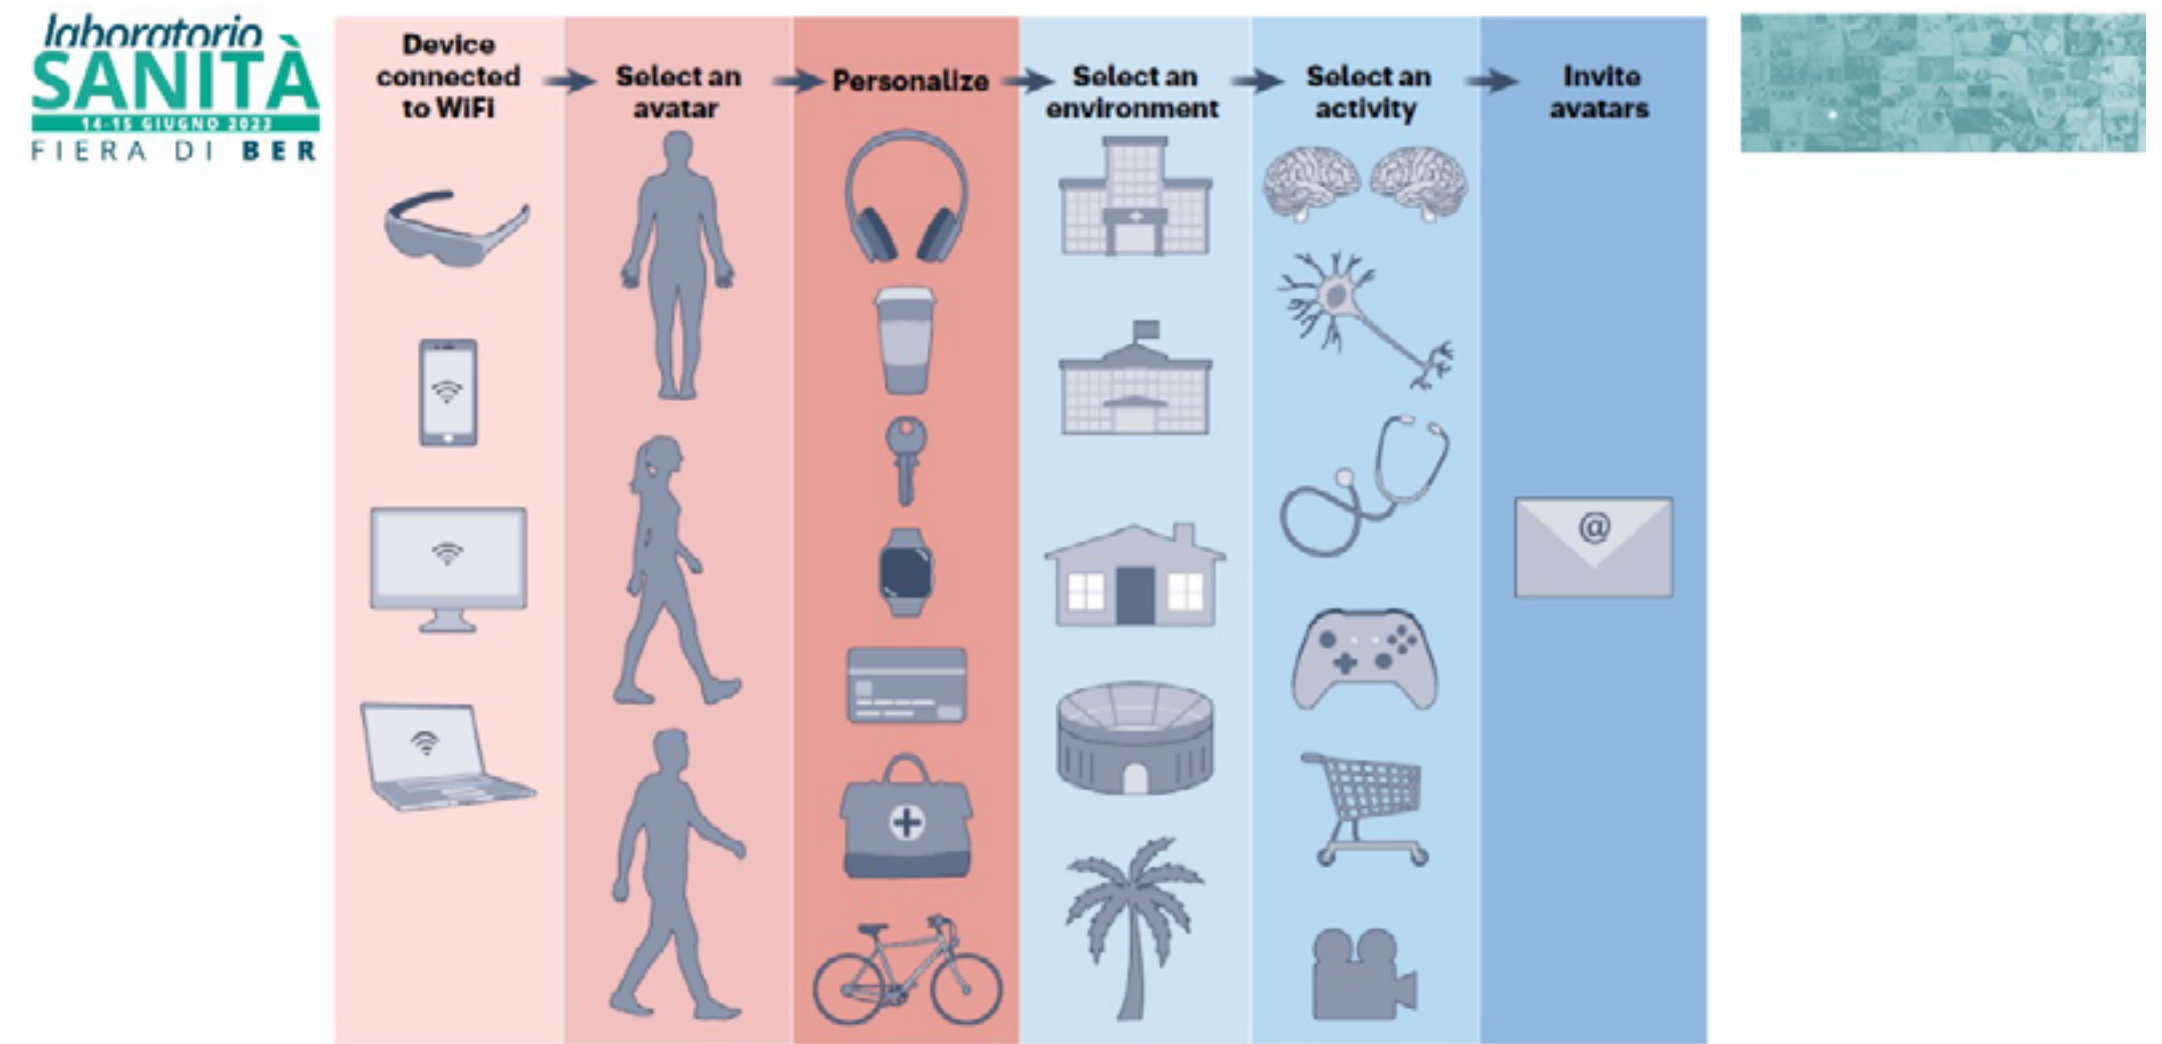 laboratorio
SANITÀ
14-15 GIUGNO 2023
FIERA DI BER
Device
connected
to WiFi
Select an
avatar
Personalize
Select an
environment
Select an
activity
Invite
avatars
@